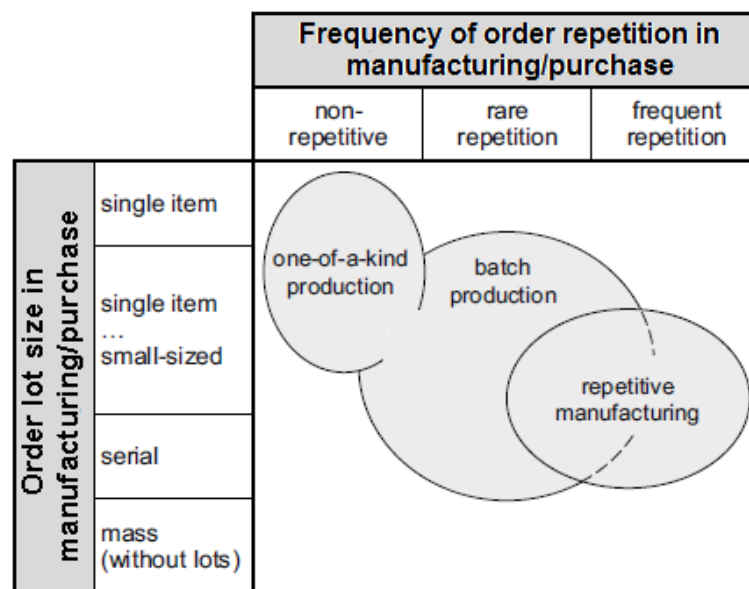 Frequency of order repetition in
manufacturing/purchase
non-
repetitive
rare
repetition
frequent
repetition
Order lot size in
manufacturing/purchase
single item
single item
...
small-sized
serial
mass
(without lots)
one-of-a-kind
production
batch
production
repetitive
manufacturing